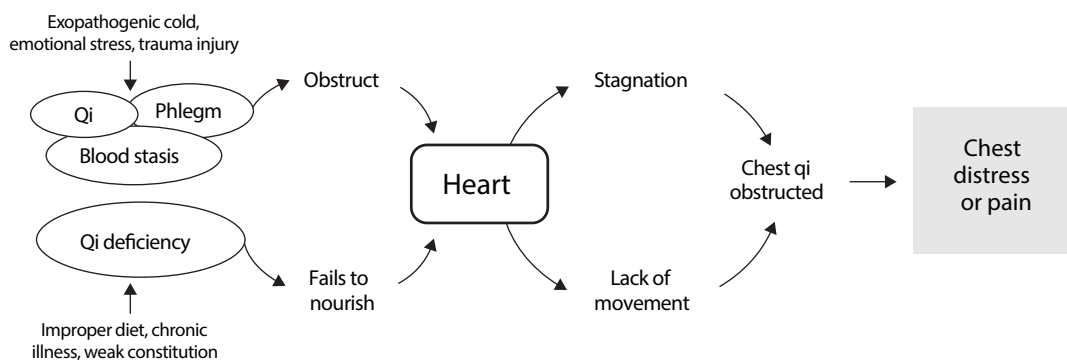 Exopathogenic cold,
emotional stress, trauma injury
Qi
Phlegm
Blood stasis
Obstruct
Stagnation
Heart
Chest qi
obstructed
Chest
distress
or pain
Qi deficiency
Fails to
nourish
Lack of
movement
Improper diet, chronic
illness, weak constitution